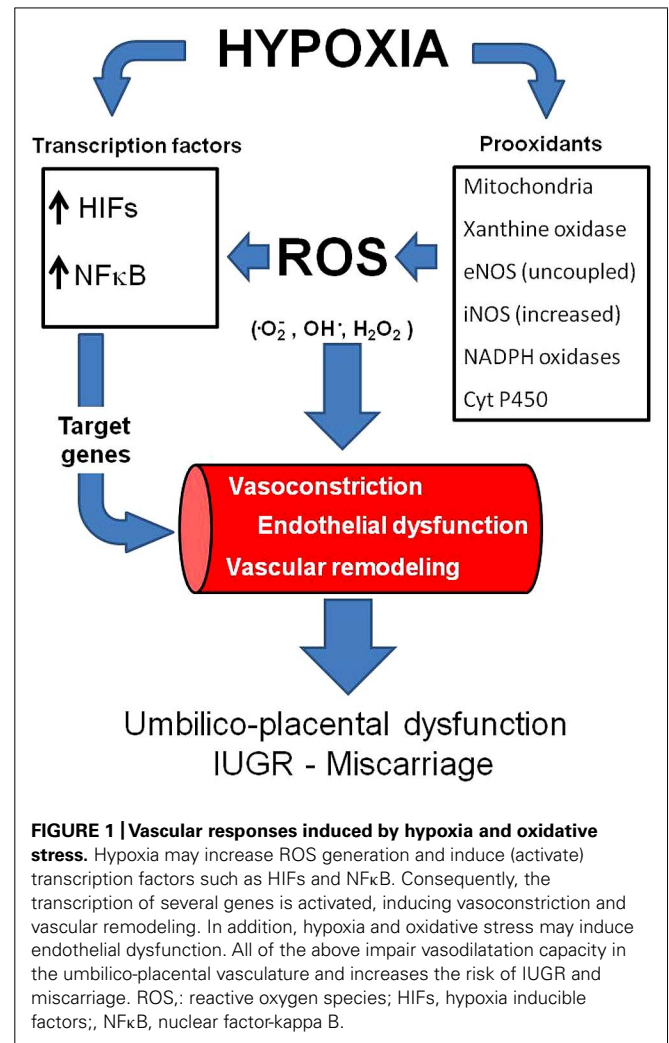 HYPOXIA
Transcription factors
↑ HIFs
↑ NFκB
Prooxidants
Mitochondria
Xanthine oxidase
eNOS (uncoupled)
iNOS (increased)
NADPH oxidases
Cyt P450
ROS
(·O₂⁻, OH·, H₂O₂ )
Target
genes
Vasoconstriction
Endothelial dysfunction
Vascular remodeling
Umbilico-placental dysfunction
IUGR - Miscarriage
FIGURE 1 | Vascular responses induced by hypoxia and oxidative
stress. Hypoxia may increase ROS generation and induce (activate)
transcription factors such as HIFs and NFκB. Consequently, the
transcription of several genes is activated, inducing vasoconstriction and
vascular remodeling. In addition, hypoxia and oxidative stress may induce
endothelial dysfunction. All of the above impair vasodilatation capacity in
the umbilico-placental vasculature and increases the risk of IUGR and
miscarriage. ROS,: reactive oxygen species; HIFs, hypoxia inducible
factors;, NFκB, nuclear factor-kappa B.